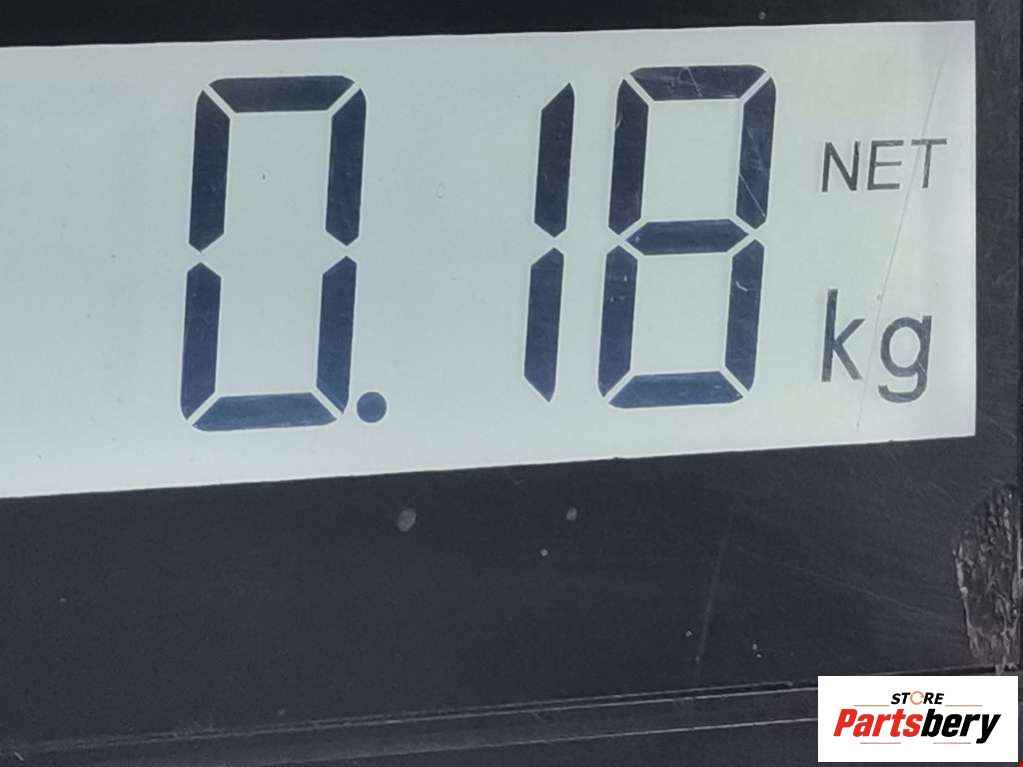 0.18 NET
kg
STORE
Partsbery